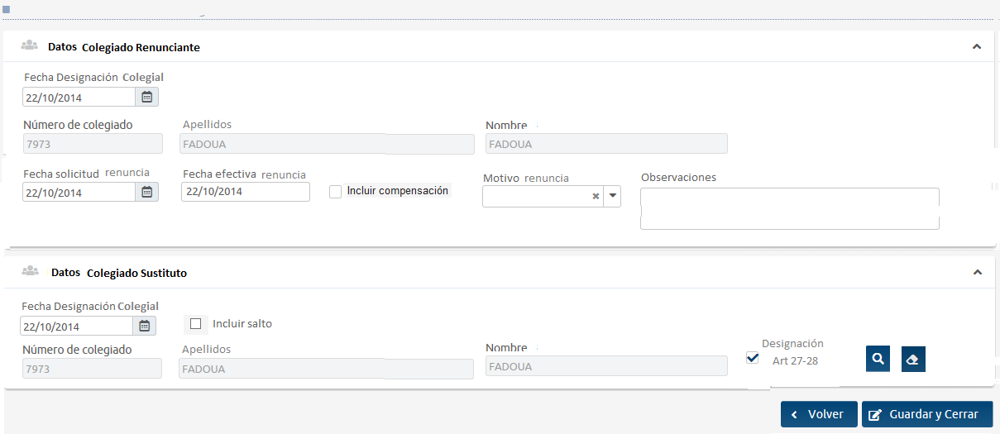 Datos Colegiado Renunciante
Fecha Designación Colegial
22/10/2014
Número de colegiado Apellidos Nombre
7973 FADOUA FADOUA
Fecha solicitud renuncia Fecha efectiva renuncia Motivo renuncia Observaciones
22/10/2014 22/10/2014 Incluir compensación
Datos Colegiado Sustituto
Fecha Designación Colegial
22/10/2014 Incluir salto
Número de colegiado Apellidos Nombre Designación
7973 FADOUA FADOUA Art 27-28
Volver Guardar y Cerrar